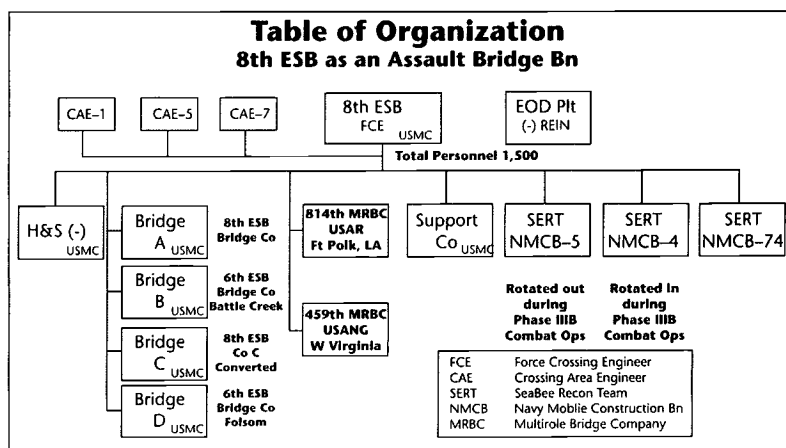 Table of Organization
8th ESB as an Assault Bridge Bn
CAE–1
CAE–5
CAE–7
8th ESB
FCE
USMC
EOD Plt
(-) REIN
Total Personnel 1,500
H&S (-)
USMC
Bridge
A USMC
8th ESB
Bridge Co
Bridge
B USMC
6th ESB
Bridge Co
Battle Creek
Bridge
C USMC
8th ESB
Co C
Converted
Bridge
D USMC
6th ESB
Bridge Co
Folsom
814th MRBC
USAR
Ft Polk, LA
459th MRBC
USANG
W Virginia
Support
Co USMC
SERT
NMCB–5
Rotated out
during
Phase IIIB
Combat Ops
SERT
NMCB–4
Rotated in
during
Phase IIIB
Combat Ops
SERT
NMCB–74
FCE Force Crossing Engineer
CAE Crossing Area Engineer
SERT SeaBee Recon Team
NMCB Navy Moblie Construction Bn
MRBC Multirole Bridge Company